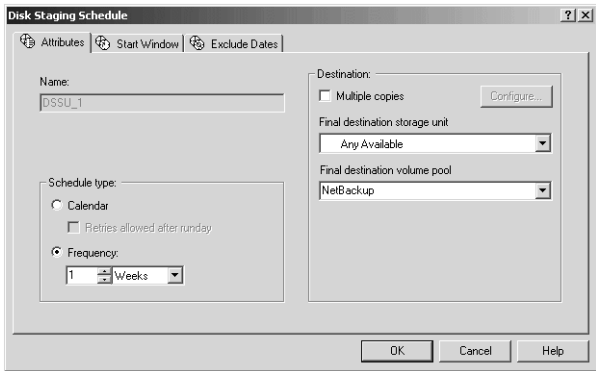 Disk Staging Schedule
Attributes
Start Window
Exclude Dates
Name:
DSSU_1
Schedule type:
Calendar
Retries allowed after runday
Frequency:
1 Weeks
Destination:
Multiple copies
Configure...
Final destination storage unit
Any Available
Final destination volume pool
NetBackup
OK
Cancel
Help